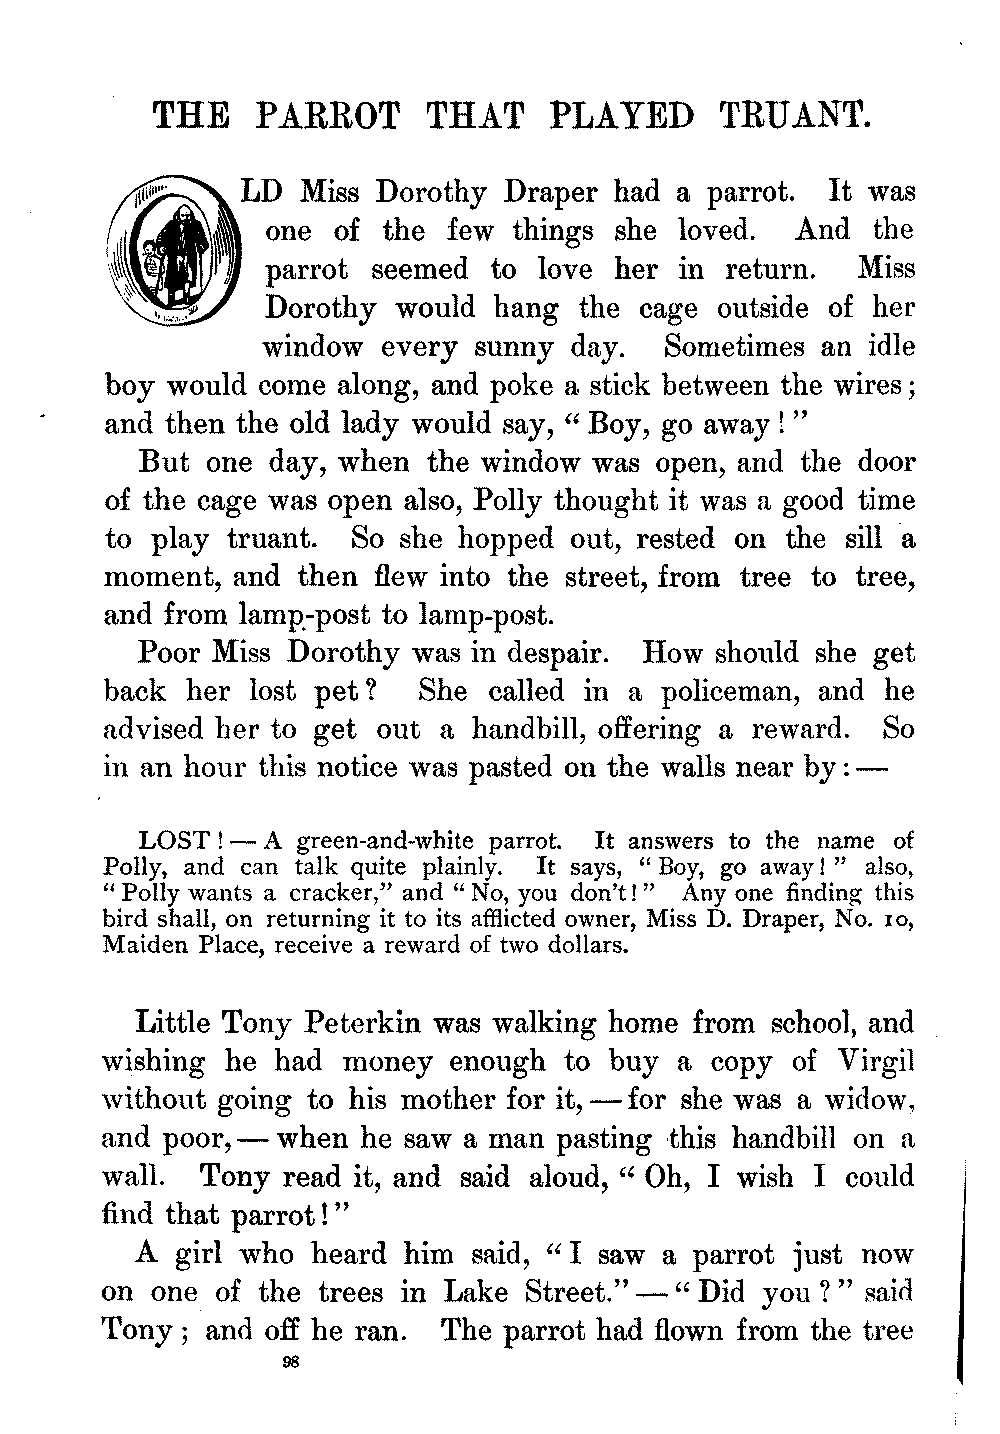 THE PARROT THAT PLAYED TRUANT.
OLD Miss Dorothy Draper had a parrot. It was
one of the few things she loved. And the
parrot seemed to love her in return. Miss
Dorothy would hang the cage outside of her
window every sunny day. Sometimes an idle
boy would come along, and poke a stick between the wires;
and then the old lady would say, “Boy, go away!”
But one day, when the window was open, and the door
of the cage was open also, Polly thought it was a good time
to play truant. So she hopped out, rested on the sill a
moment, and then flew into the street, from tree to tree,
and from lamp-post to lamp-post.
Poor Miss Dorothy was in despair. How should she get
back her lost pet? She called in a policeman, and he
advised her to get out a handbill, offering a reward. So
in an hour this notice was pasted on the walls near by:—
LOST!—A green-and-white parrot. It answers to the name of
Polly, and can talk quite plainly. It says, “Boy, go away!” also,
“Polly wants a cracker,” and “No, you don't!” Any one finding this
bird shall, on returning it to its afflicted owner, Miss D. Draper, No. 10,
Maiden Place, receive a reward of two dollars.
Little Tony Peterkin was walking home from school, and
wishing he had money enough to buy a copy of Virgil
without going to his mother for it,—for she was a widow,
and poor,—when he saw a man pasting this handbill on a
wall. Tony read it, and said aloud, “Oh, I wish I could
find that parrot!”
A girl who heard him said, “I saw a parrot just now
on one of the trees in Lake Street.”—“Did you?” said
Tony; and off he ran. The parrot had flown from the tree
98